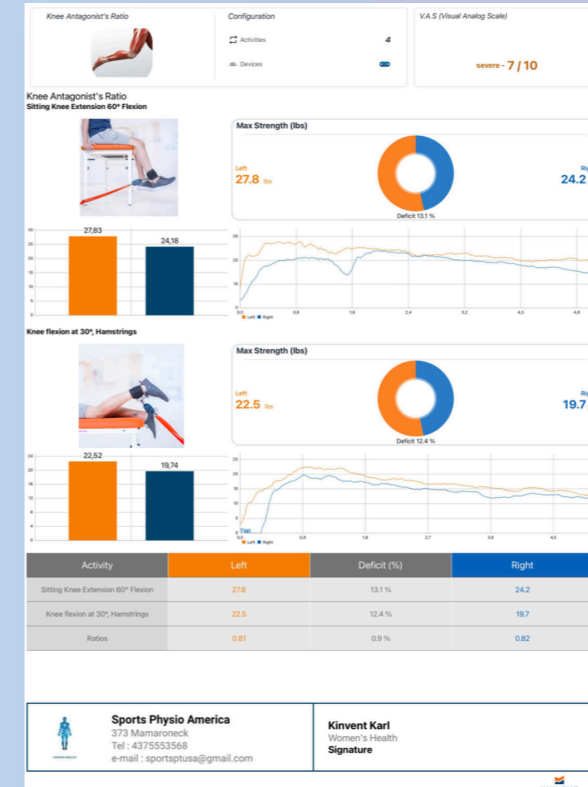 Knee Antagonist's Ratio
Configuration
Activities 4
Devices
V.A.S (Visual Analog Scale)
severe - 7 / 10
Knee Antagonist's Ratio
Sitting Knee Extension 60° Flexion
Max Strength (lbs)
Left
27.8 lbs
24.2
Deficit 13.1 %
27,83
24,18
Left Right
Knee flexion at 30°, Hamstrings
Max Strength (lbs)
Left
22.5 lbs
19.7
Deficit 12.4 %
22,52
19,74
Left Right
Activity Left Deficit (%) Right
Sitting Knee Extension 60° Flexion 27.8 13.1 % 24.2
Knee flexion at 30°, Hamstrings 22.5 12.4 % 19.7
Ratios 0.81 0.9 % 0.82
Sports Physio America
373 Mamaroneck
Tel : 4375553568
e-mail : sportsptusa@gmail.com
Kinvent Karl
Women's Health
Signature